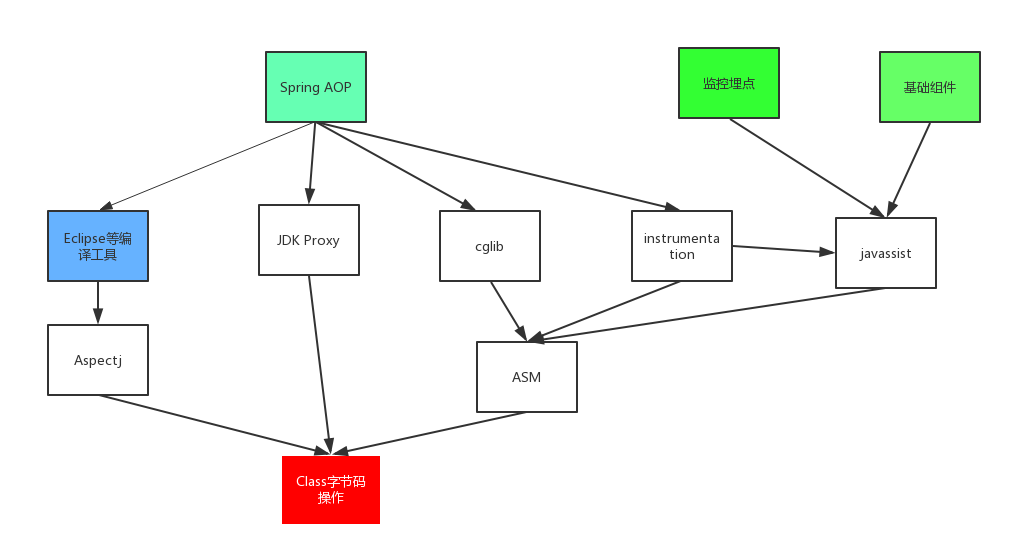 Spring AOP
监控埋点
基础组件
Eclipse等编
译工具
JDK Proxy
cglib
instrumenta
tion
javassist
Aspectj
ASM
Class字节码
操作